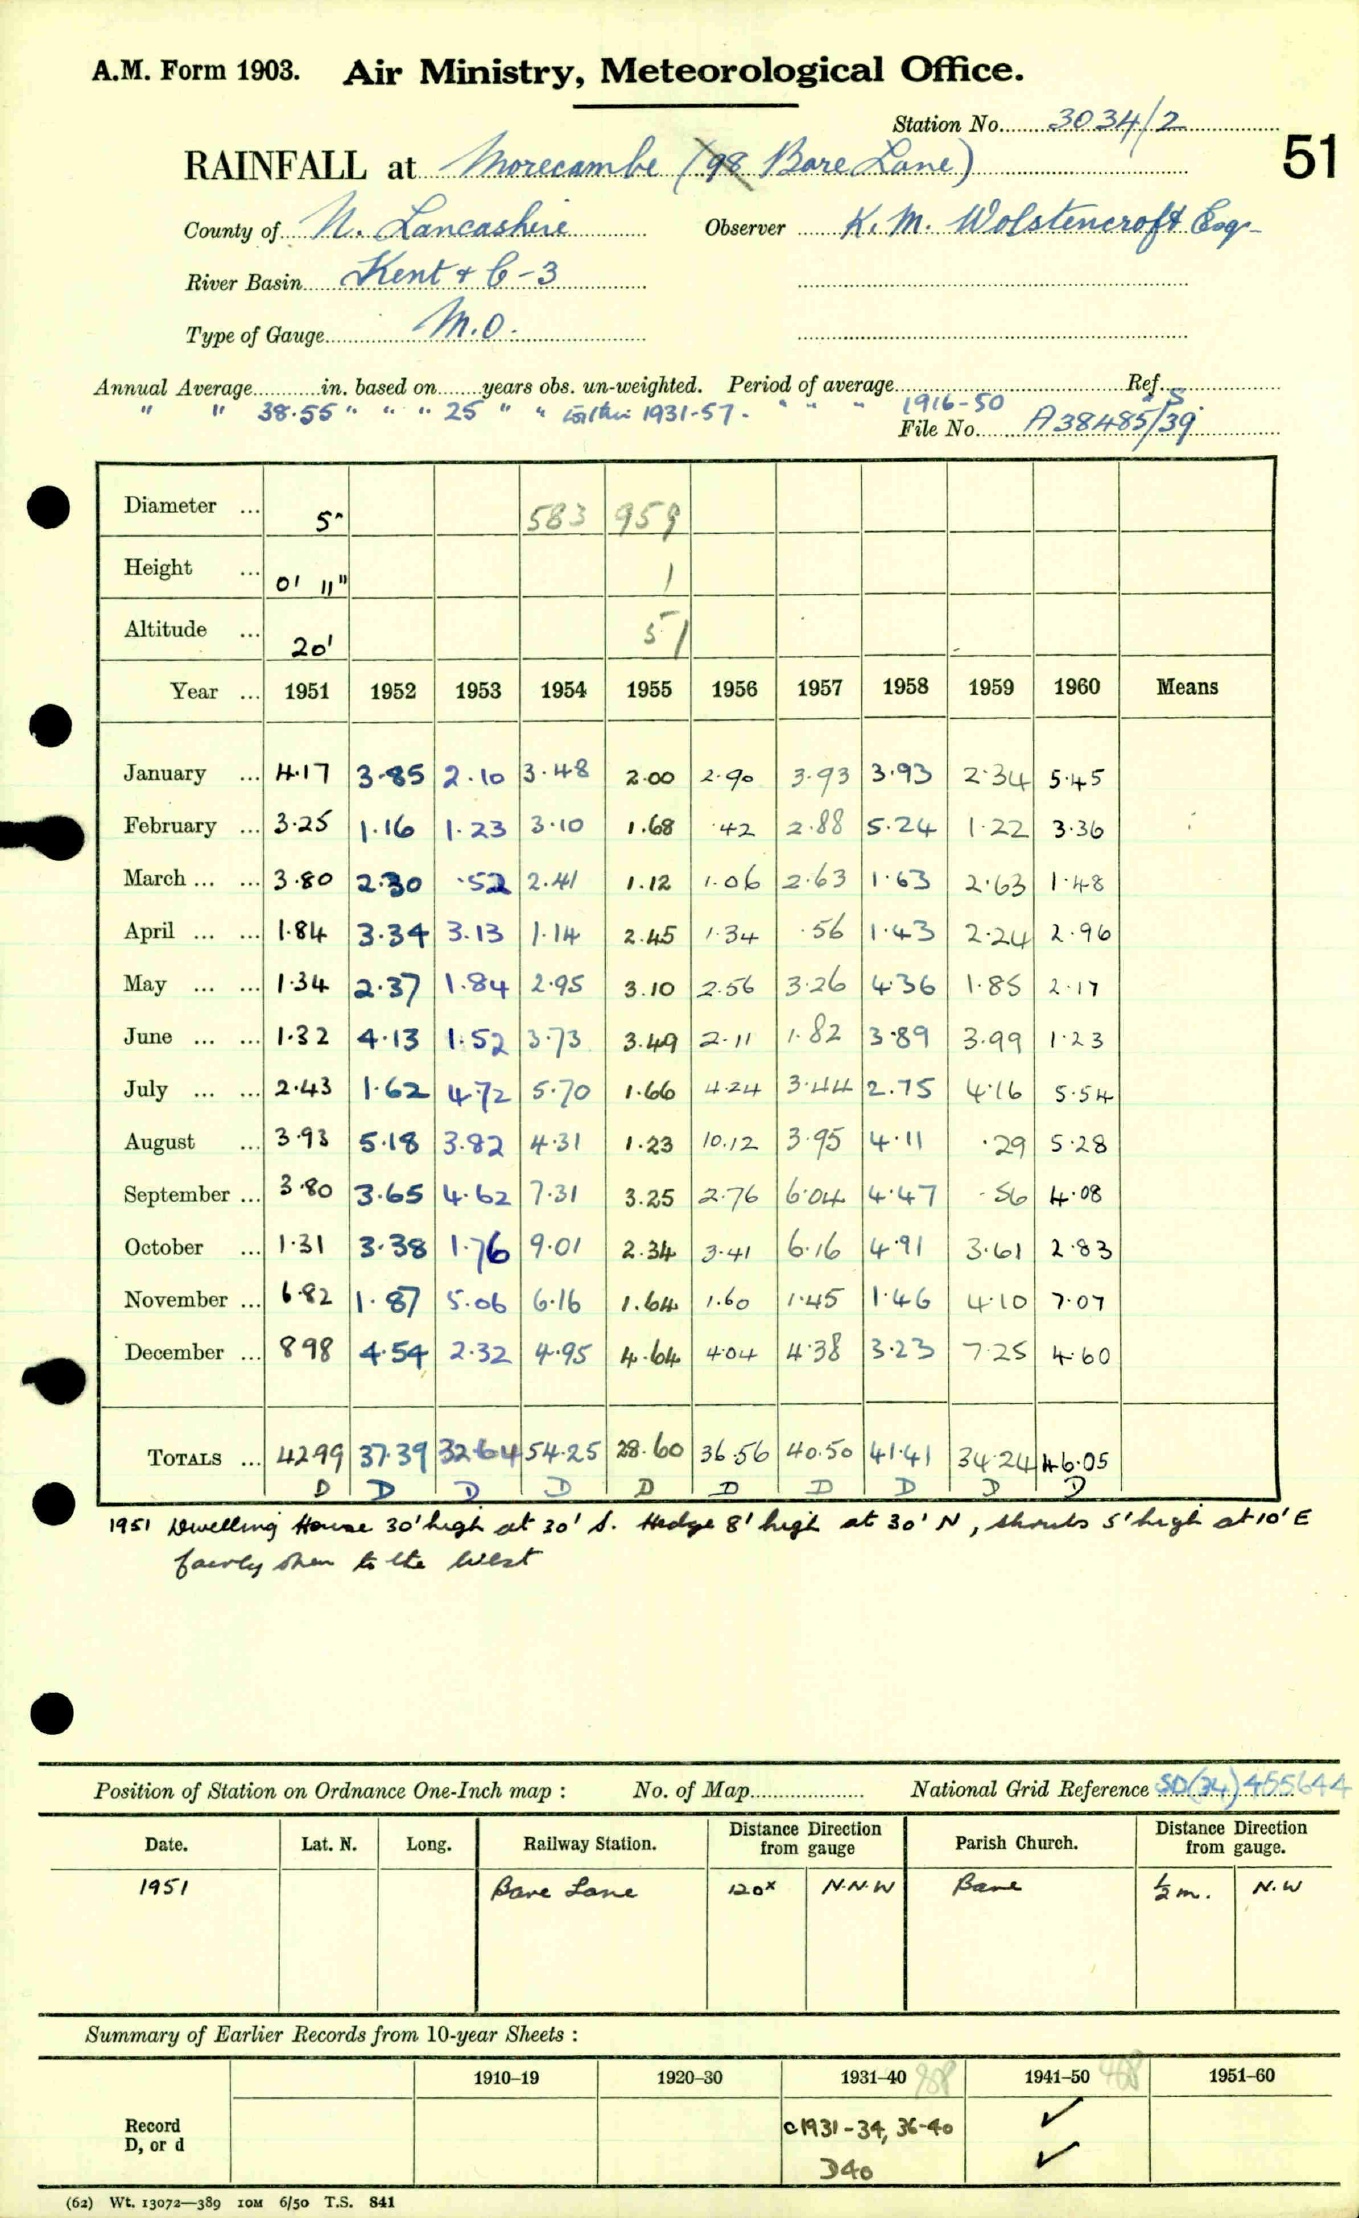 A.M. Form 1903. Air Ministry, Meteorological Office.
Station No. 3034/2
51
RAINFALL at Morecambe (98 Bare Lane)
County of N. Lancashire Observer K. M. Wolstencroft Esq.
River Basin Kent & C-3
Type of Gauge M.O.
Annual Average..........in. based on.......years obs. un-weighted. Period of average.......... Ref. S
" " 38.55 " " " 25 " " 1931-57. " " " 1916-50
File No. A38485/39
Diameter ... 5" 583 959
Height ... 0' 11" 1
Altitude ... 20' 51
Year ... 1951 1952 1953 1954 1955 1956 1957 1958 1959 1960 Means
January ... 4.17 3.85 2.10 3.48 2.00 2.90 3.93 3.93 2.34 5.45
February ... 3.25 1.16 1.23 3.10 1.68 .42 2.88 5.24 1.22 3.36
March ... ... 3.80 2.30 .52 2.41 1.12 1.06 2.63 1.63 2.63 1.48
April ... ... 1.84 3.34 3.13 1.14 2.45 1.34 .56 1.43 2.24 2.96
May ... ... 1.34 2.37 1.84 2.95 3.10 2.56 3.26 4.36 1.85 2.17
June ... ... 1.32 4.13 1.52 3.73 3.49 2.11 1.82 3.89 3.99 1.23
July ... ... 2.43 1.62 4.72 5.70 1.66 4.24 3.44 2.75 4.16 5.54
August ... 3.93 5.18 3.82 4.31 1.23 10.12 3.95 4.11 .29 5.28
September ... 3.80 3.65 4.62 7.31 3.25 2.76 6.04 4.47 .56 4.08
October ... 1.31 3.38 1.76 9.01 2.34 3.41 6.16 4.91 3.61 2.83
November ... 6.82 1.87 5.06 6.16 1.64 1.60 1.45 1.46 4.10 7.07
December ... 8 98 4.54 2.32 4.95 4.64 4.04 4.38 3.23 7.25 4.60
TOTALS ... 42.99 37.39 32.64 54.25 28.60 36.56 40.50 41.41 34.24 46.05
D D D D D D D D D D
1951 Dwelling House 30' high at 30' S. Hedge 8' high at 30' N, shrubs 5' high at 10' E
fairly open to the West
Position of Station on Ordnance One-Inch map : No. of Map.......... National Grid Reference SD(34)455644
Date. Lat. N. Long. Railway Station. Distance from Direction gauge Parish Church. Distance from Direction gauge.
1951 Bare Lane 120x N.N.W Bare ½ m. N.W
Summary of Earlier Records from 10-year Sheets :
1910–19 1920–30 1931–40 858 1941–50 468 1951–60
Record c1931-34, 36-40 ✓
D, or d D40 ✓
(62) Wt. 13072—389 10M 6/50 T.S. 841